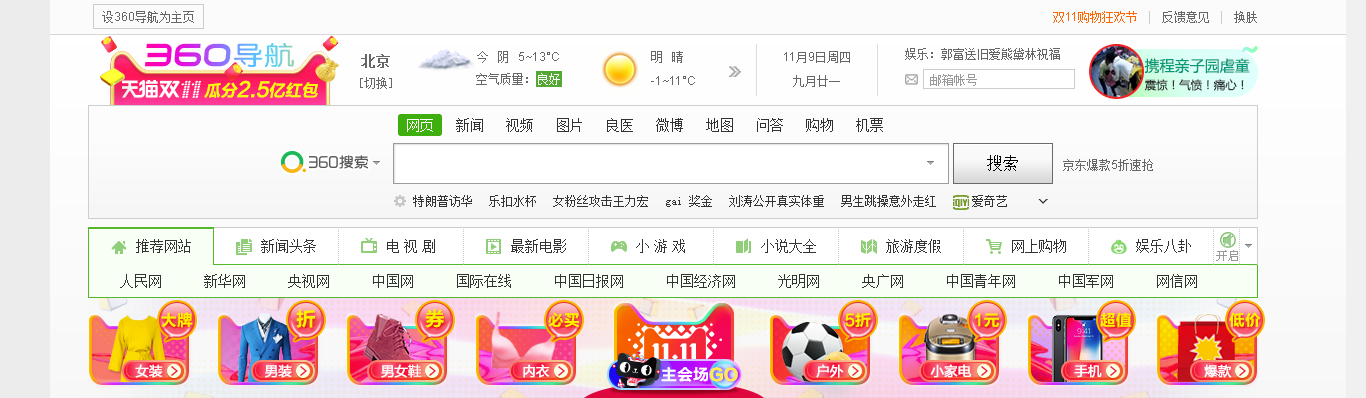 设360导航为主页
双11购物狂欢节 反馈意见 换肤
360导航
天猫双11 瓜分2.5亿红包
北京
[切换]
今 阴 5~13°C
空气质量：良好
明 晴
-1~11°C
11月9日周四
九月廿一
娱乐：郭富送旧爱熊黛林祝福
邮箱帐号
携程亲子园虐童
震惊！气愤！痛心！
网页 新闻 视频 图片 良医 微博 地图 问答 购物 机票
360搜索
搜索
京东爆款5折速抢
特朗普访华 乐扣水杯 女粉丝攻击王力宏 gai 奖金 刘涛公开真实体重 男生跳操意外走红 QIYI 爱奇艺
推荐网站 新闻头条 电视剧 最新电影 小游戏 小说大全 旅游度假 网上购物 娱乐八卦 开启
人民网 新华网 央视网 中国网 国际在线 中国日报网 中国经济网 光明网 央广网 中国青年网 中国军网 网信网
大牌
女装
折
男装
券
男女鞋
必买
内衣
11.11
主会场GO
5折
户外
1元
小家电
超值
9:41
手机
低价
爆款